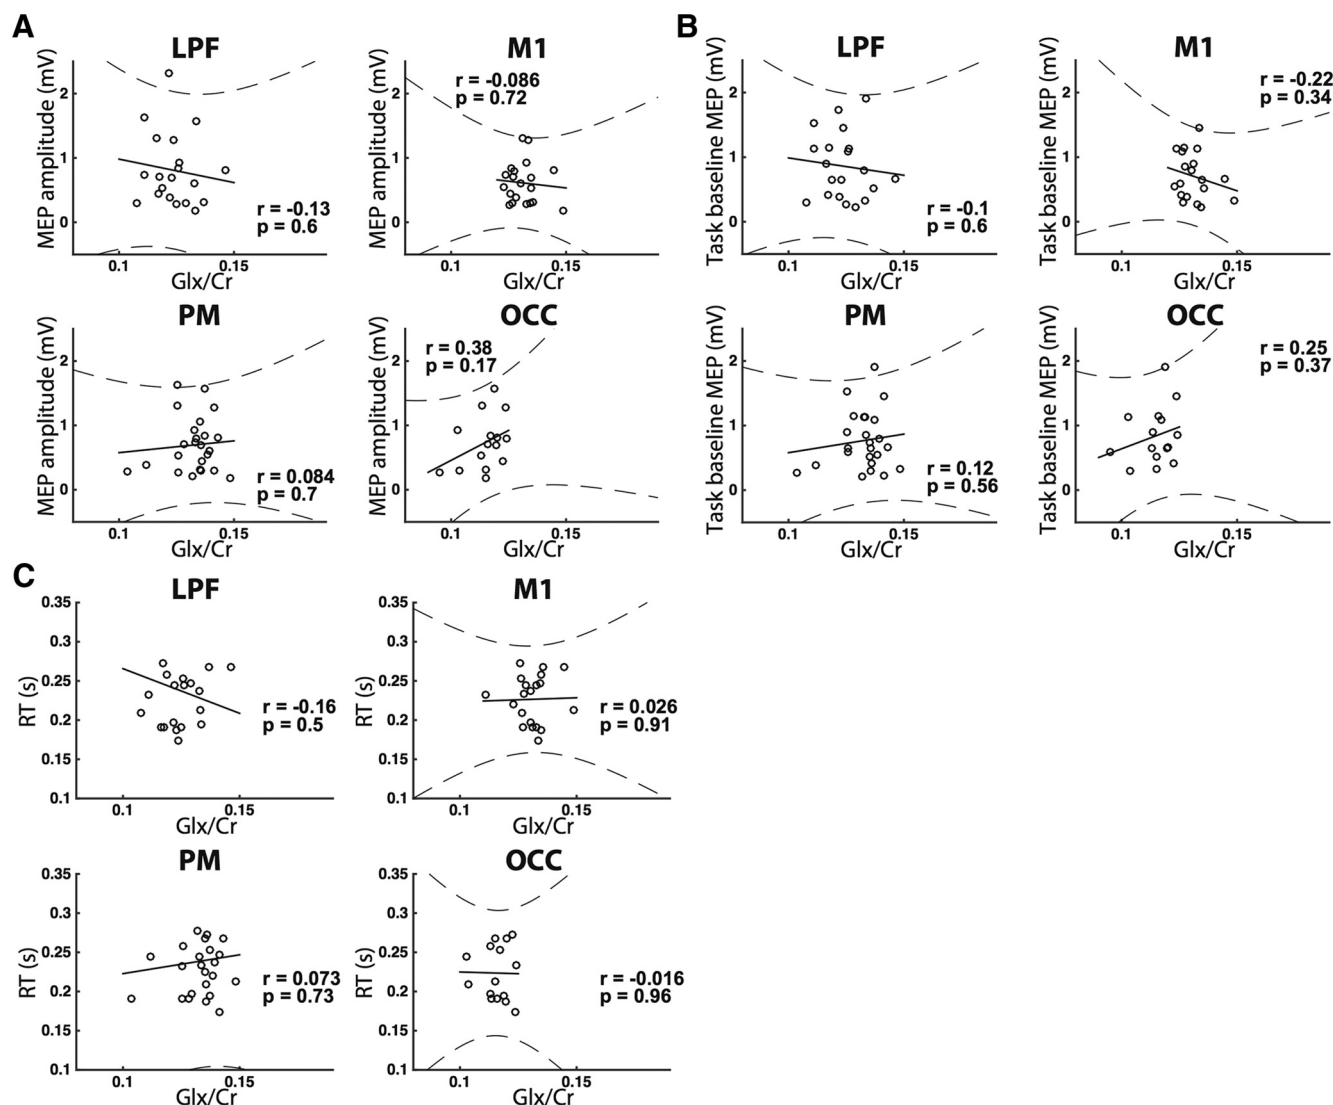 A
LPF
MEP amplitude (mV)
2
1
0
r = -0.13
p = 0.6
0.1
0.15
Glx/Cr
M1
MEP amplitude (mV)
2
1
0
r = -0.086
p = 0.72
0.1
0.15
Glx/Cr
PM
MEP amplitude (mV)
2
1
0
r = 0.084
p = 0.7
0.1
0.15
Glx/Cr
OCC
MEP amplitude (mV)
2
1
0
r = 0.38
p = 0.17
0.1
0.15
Glx/Cr
B
LPF
Task baseline MEP (mV)
2
1
0
r = -0.1
p = 0.6
0.1
0.15
Glx/Cr
M1
Task baseline MEP (mV)
2
1
0
r = -0.22
p = 0.34
0.1
0.15
Glx/Cr
PM
Task baseline MEP (mV)
2
1
0
r = 0.12
p = 0.56
0.1
0.15
Glx/Cr
OCC
Task baseline MEP (mV)
2
1
0
r = 0.25
p = 0.37
0.1
0.15
Glx/Cr
C
LPF
RT (s)
0.35
0.3
0.25
0.2
0.15
0.1
r = -0.16
p = 0.5
0.1
0.15
Glx/Cr
M1
RT (s)
0.35
0.3
0.25
0.2
0.15
0.1
r = 0.026
p = 0.91
0.1
0.15
Glx/Cr
PM
RT (s)
0.35
0.3
0.25
0.2
0.15
0.1
r = 0.073
p = 0.73
0.1
0.15
Glx/Cr
OCC
RT (s)
0.35
0.3
0.25
0.2
0.15
0.1
r = -0.016
p = 0.96
0.1
0.15
Glx/Cr